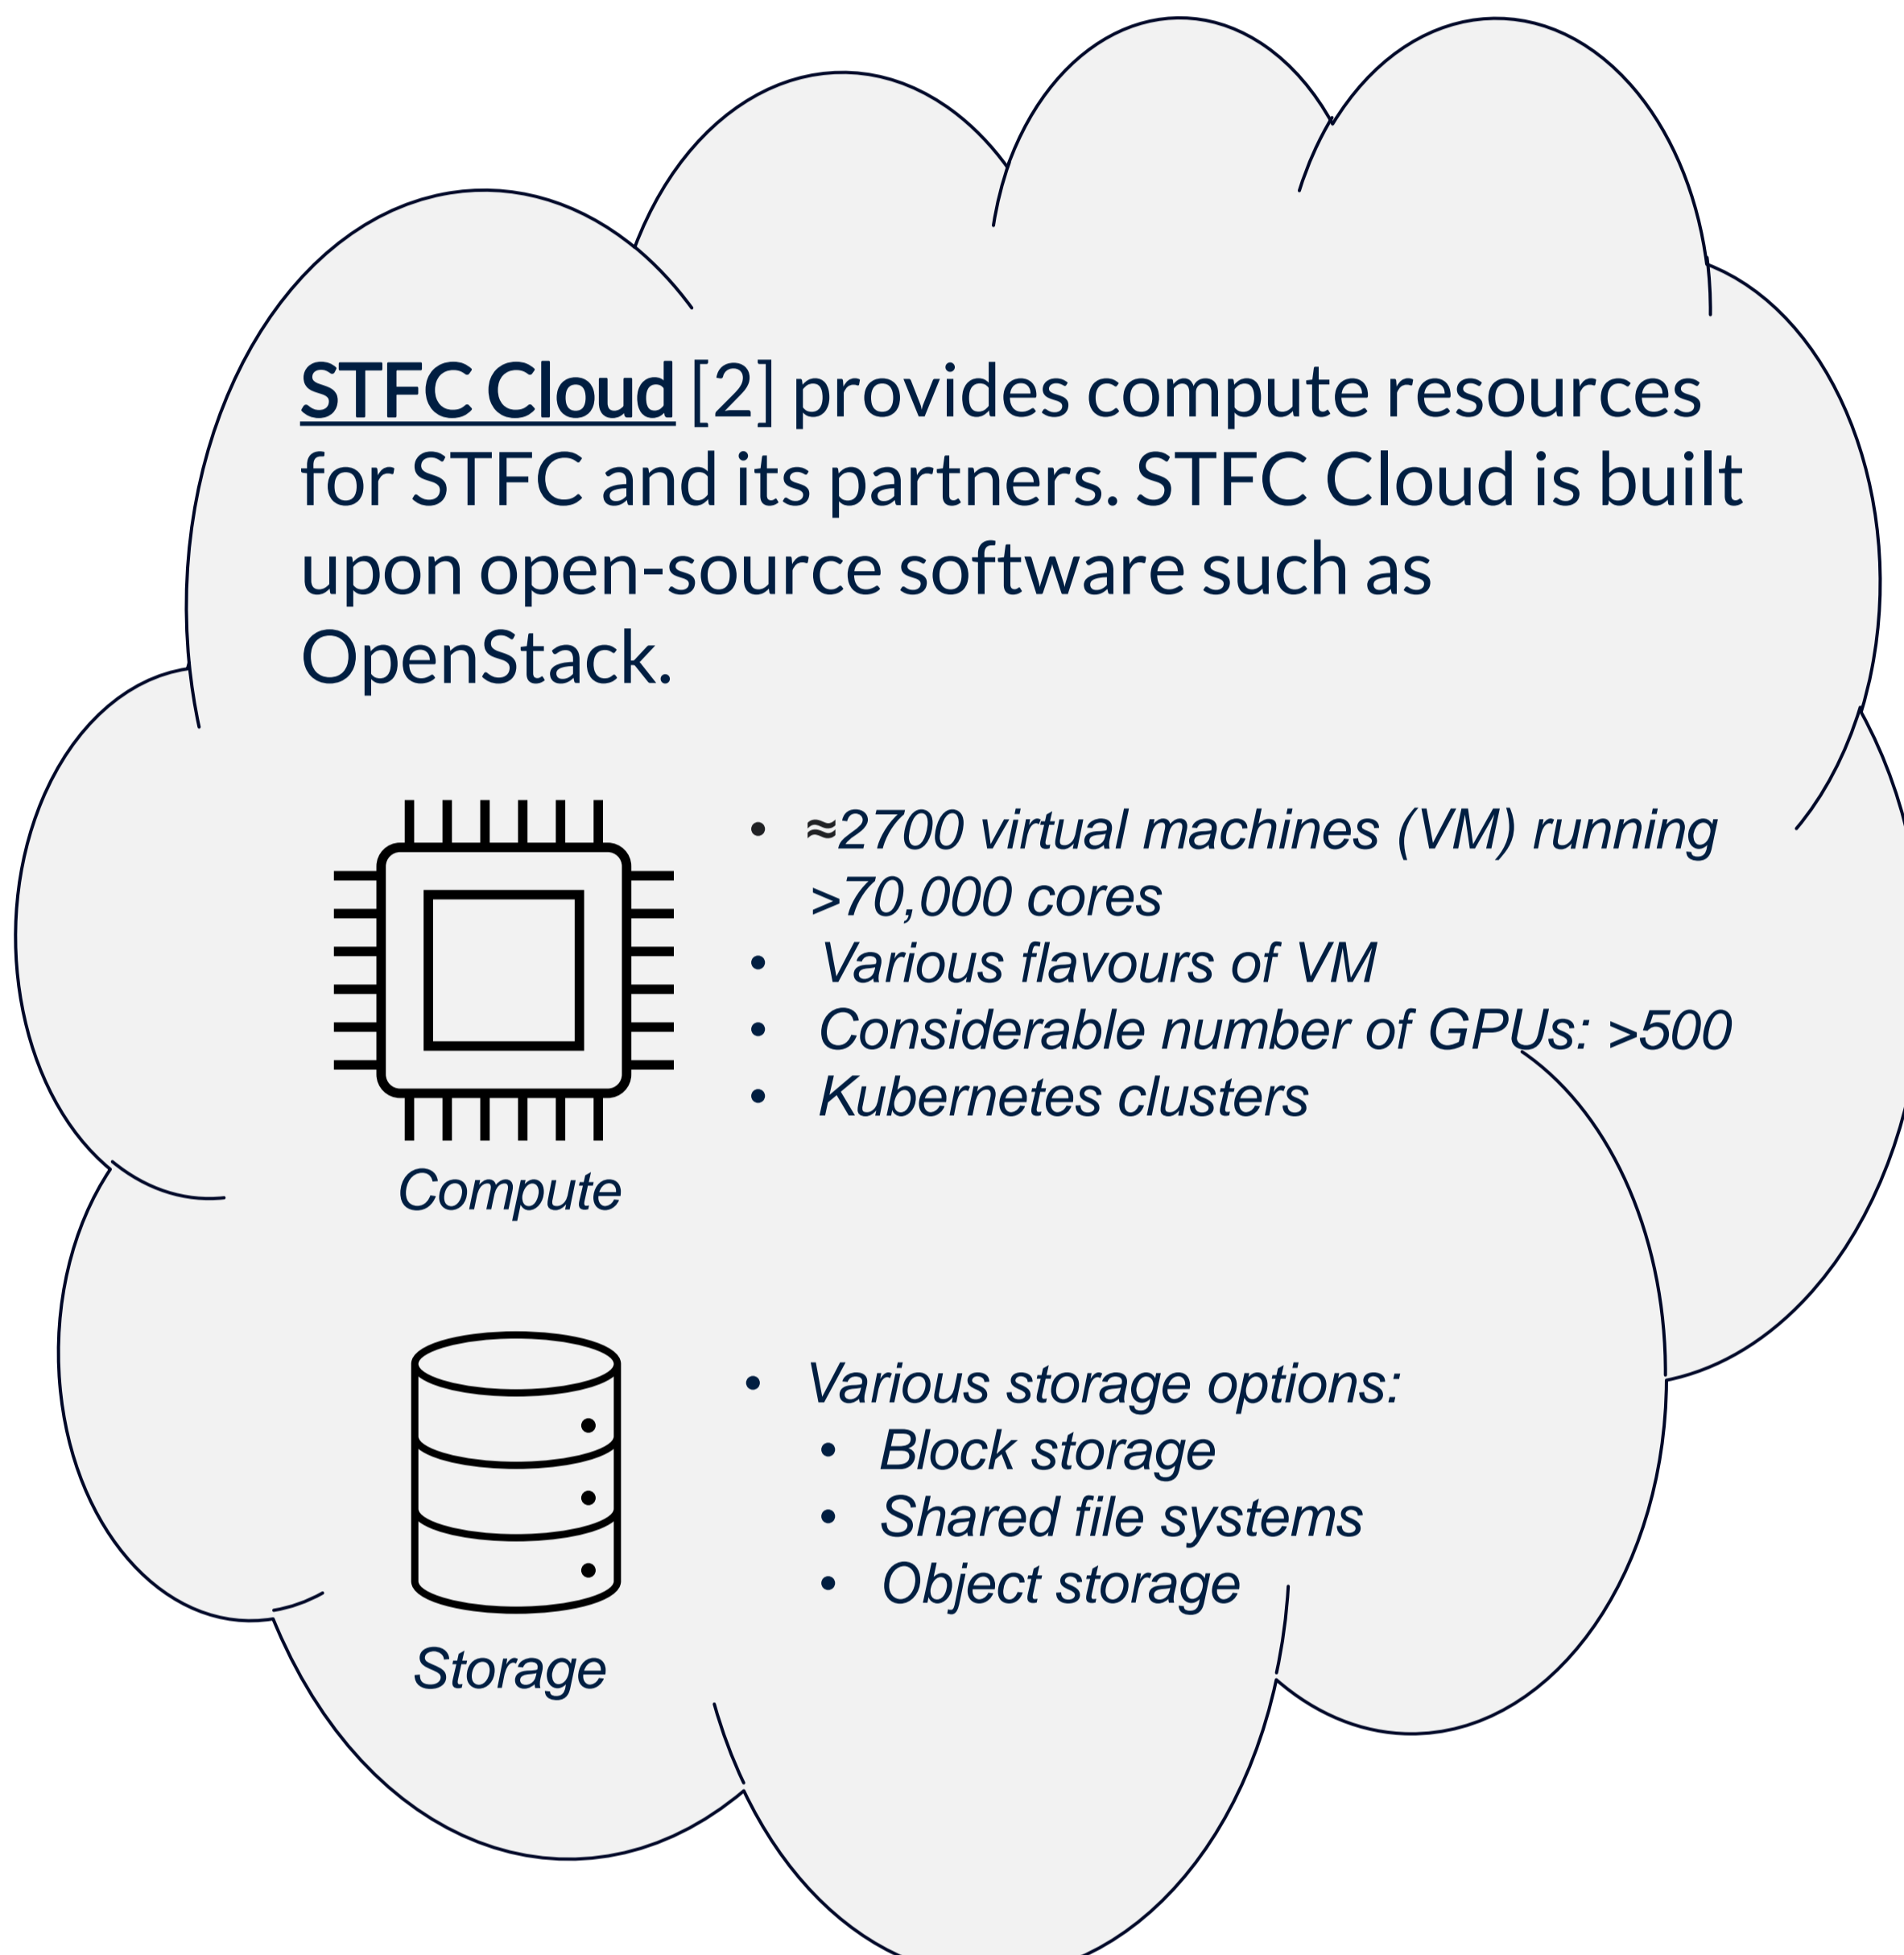 STFC Cloud [2] provides compute resources
for STFC and its partners. STFC Cloud is built
upon open-source software such as
OpenStack.
• ≈2700 virtual machines (VM) running
>70,000 cores
• Various flavours of VM
• Considerable number of GPUs: >500
• Kubernetes clusters
Compute
• Various storage options:
• Block storage
• Shared file systems
• Object storage
Storage